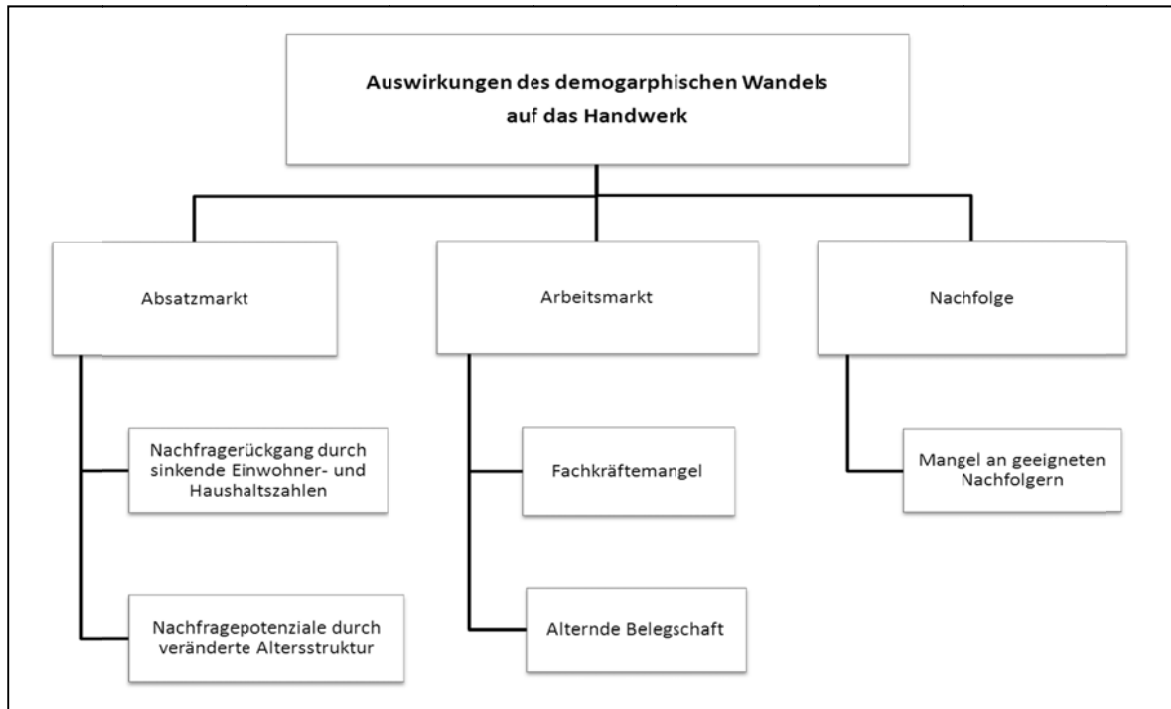 Auswirkungen des demogarphischen Wandels
auf das Handwerk
Absatzmarkt
Arbeitsmarkt
Nachfolge
Nachfragerückgang durch
sinkende Einwohner- und
Haushaltszahlen
Fachkräftemangel
Mangel an geeigneten
Nachfolgern
Nachfragepotenziale durch
veränderte Altersstruktur
Alternde Belegschaft